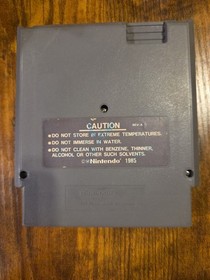 CAUTION
●DO NOT STORE IN EXTREME TEMPERATURES.
●DO NOT IMMERSE IN WATER.
●DO NOT CLEAN WITH BENZENE, THINNER,
ALCOHOL OR OTHER SUCH SOLVENTS.
©Nintendo® 1985